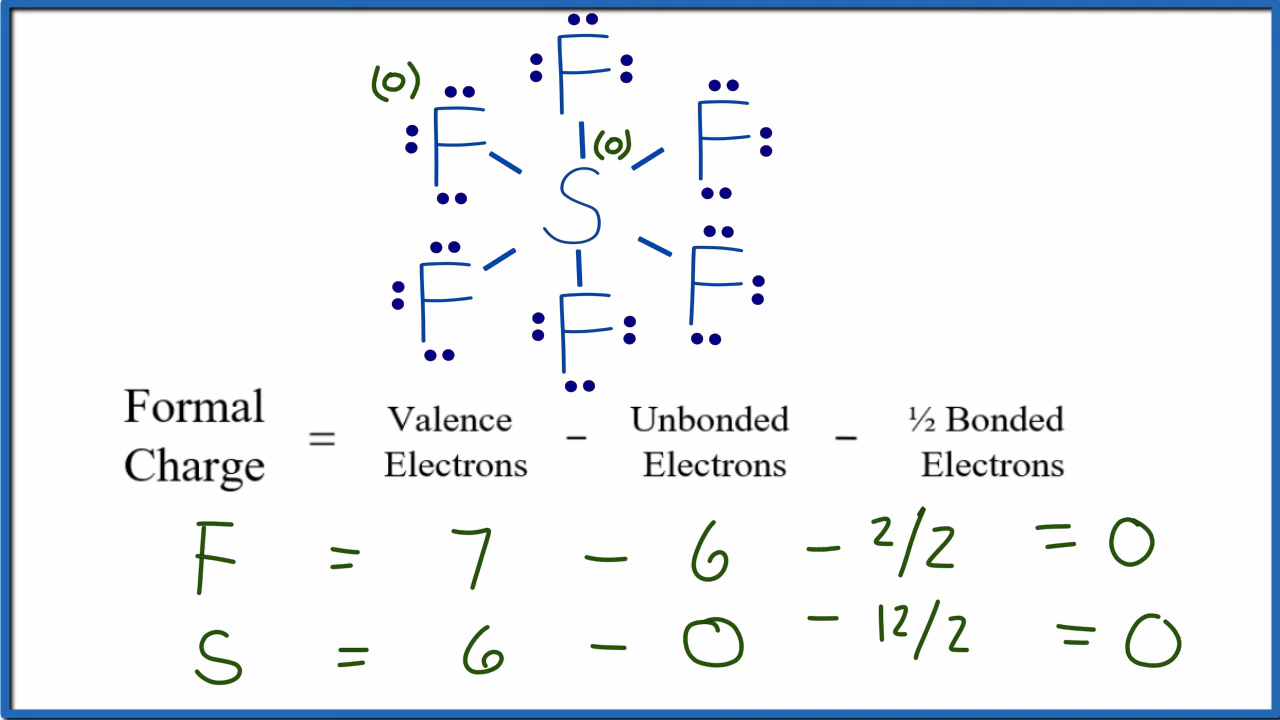 F
(0) F F
(0)
S
F F F
Formal Charge = Valence Electrons − Unbonded Electrons − ½ Bonded Electrons
F = 7 − 6 − 2/2 = 0
S = 6 − 0 − 12/2 = 0